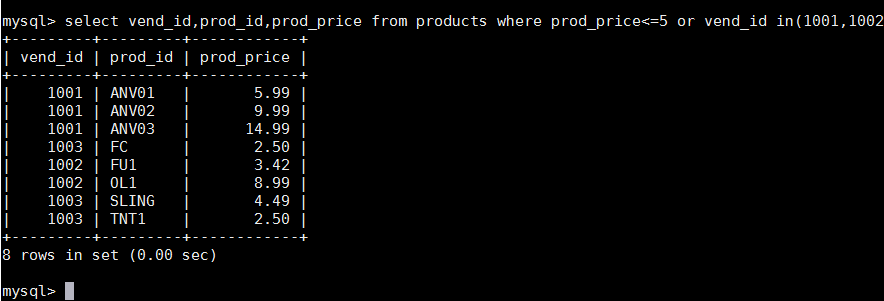 mysql> select vend_id,prod_id,prod_price from products where prod_price<=5 or vend_id in(1001,1002
+---------+---------+------------+
| vend_id | prod_id | prod_price |
+---------+---------+------------+
|    1001 | ANV01   |       5.99 |
|    1001 | ANV02   |       9.99 |
|    1001 | ANV03   |      14.99 |
|    1003 | FC      |       2.50 |
|    1002 | FU1     |       3.42 |
|    1002 | OL1     |       8.99 |
|    1003 | SLING   |       4.49 |
|    1003 | TNT1    |       2.50 |
+---------+---------+------------+
8 rows in set (0.00 sec)
mysql>